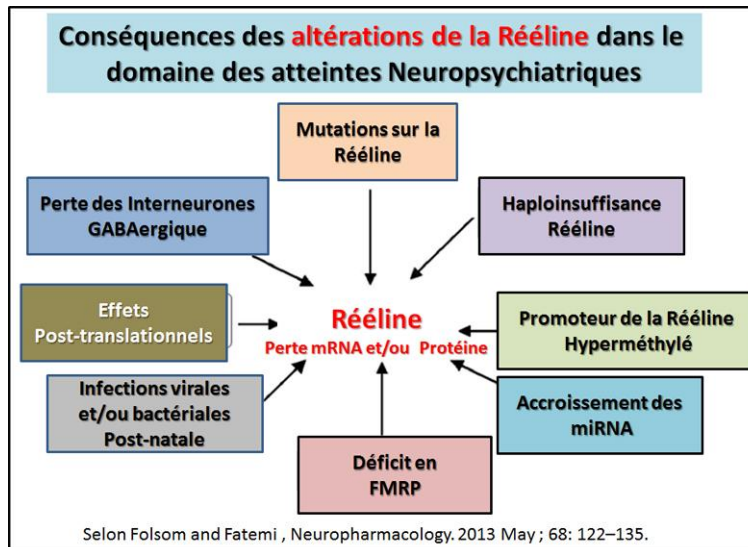 Conséquences des altérations de la Rééline dans le
domaine des atteintes Neuropsychiatriques
Mutations sur la
Rééline
Perte des Interneurones
GABAergique
Haploinsuffisance
Rééline
Effets
Post-translationnels
Rééline
Perte mRNA et/ou Protéine
Promoteur de la Rééline
Hyperméthylé
Infections virales
et/ou bactériales
Post-natale
Accroissement des
miRNA
Déficit en
FMRP
Selon Folsom and Fatemi , Neuropharmacology. 2013 May ; 68: 122–135.